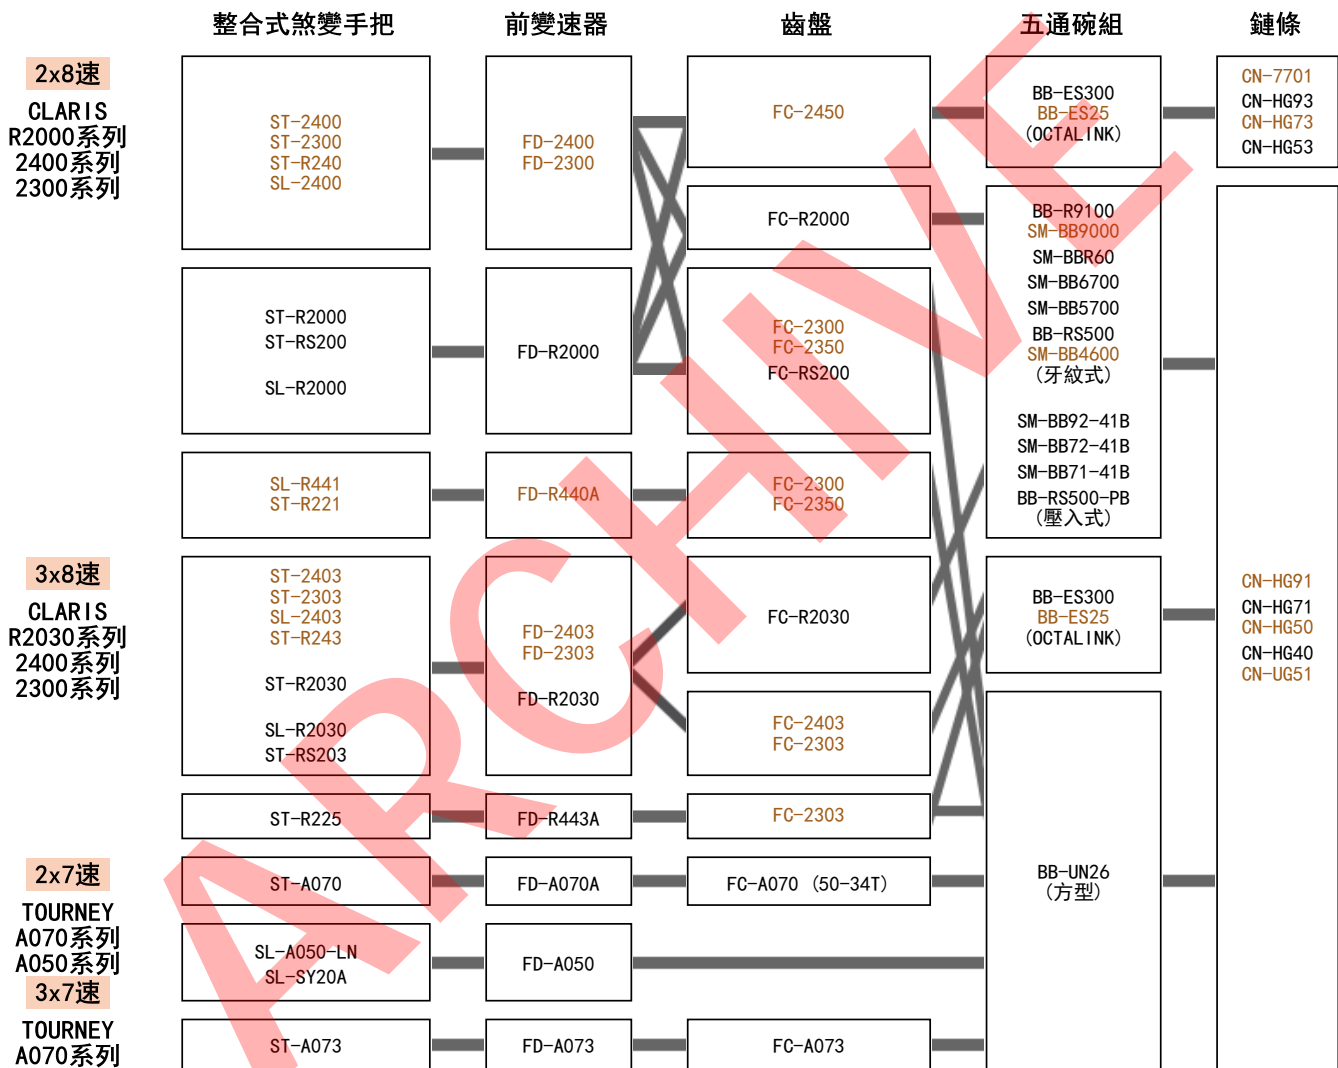 整合式煞變手把
前變速器
齒盤
五通碗組
鏈條
2x8速
CLARIS
R2000系列
2400系列
2300系列
ST-2400
ST-2300
ST-R240
SL-2400
FD-2400
FD-2300
FC-2450
BB-ES300
BB-ES25
(OCTALINK)
CN-7701
CN-HG93
CN-HG73
CN-HG53
FC-R2000
BB-R9100
SM-BB9000
SM-BBR60
SM-BB6700
SM-BB5700
BB-RS500
SM-BB4600
(牙紋式)
SM-BB92-41B
SM-BB72-41B
SM-BB71-41B
BB-RS500-PB
(壓入式)
ST-R2000
ST-RS200
SL-R2000
FD-R2000
FC-2300
FC-2350
FC-RS200
SL-R441
ST-R221
FD-R440A
FC-2300
FC-2350
3x8速
CLARIS
R2030系列
2400系列
2300系列
ST-2403
ST-2303
SL-2403
ST-R243
ST-R2030
SL-R2030
ST-RS203
FD-2403
FD-2303
FD-R2030
FC-R2030
BB-ES300
BB-ES25
(OCTALINK)
CN-HG91
CN-HG71
CN-HG50
CN-HG40
CN-UG51
FC-2403
FC-2303
ST-R225
FD-R443A
FC-2303
2x7速
TOURNEY
A070系列
A050系列
ST-A070
FD-A070A
FC-A070 (50-34T)
BB-UN26
(方型)
SL-A050-LN
SL-SY20A
FD-A050
3x7速
TOURNEY
A070系列
ST-A073
FD-A073
FC-A073
ARCHIVE